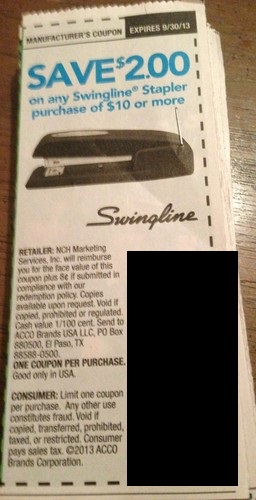 MANUFACTURER'S COUPON EXPIRES 9/30/13
SAVE $2.00
on any Swingline® Stapler
purchase of $10 or more
Swingline
RETAILER: NCH Marketing
Services, Inc. will reimburse
you for the face value of this
coupon plus 8¢ if submitted in
compliance with our
redemption policy. Copies
available upon request. Void if
copied, prohibited or regulated.
Cash value 1/100 cent. Send to
ACCO Brands USA LLC, PO Box
880500, El Paso, TX
88588-0500.
ONE COUPON PER PURCHASE.
Good only in USA.
CONSUMER: Limit one coupon
per purchase. Any other use
constitutes fraud. Void if
copied, transferred, prohibited,
taxed, or restricted. Consumer
pays sales tax. ©2013 ACCO
Brands Corporation.